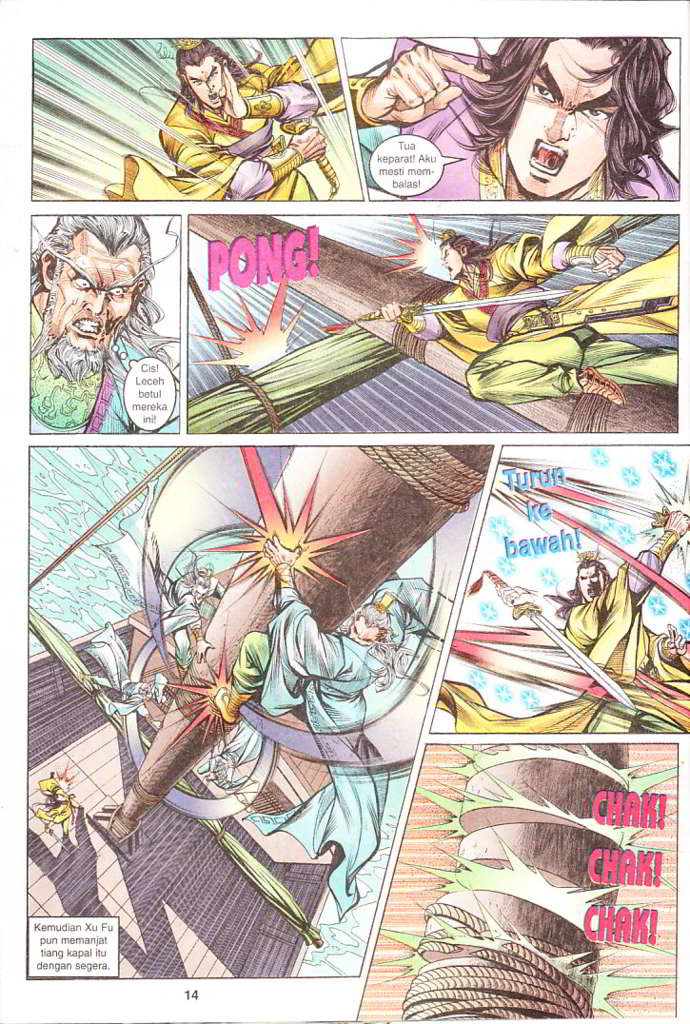 Tua
keparat! Aku
mesti mem-
balas!
Cis!
Leceh
betul
mereka
ini!
PONG!
Turun
ke
bawah!
CHAK!
CHAK!
CHAK!
Kemudian Xu Fu
pun memanjat
tiang kapal itu
dengan segera.
14